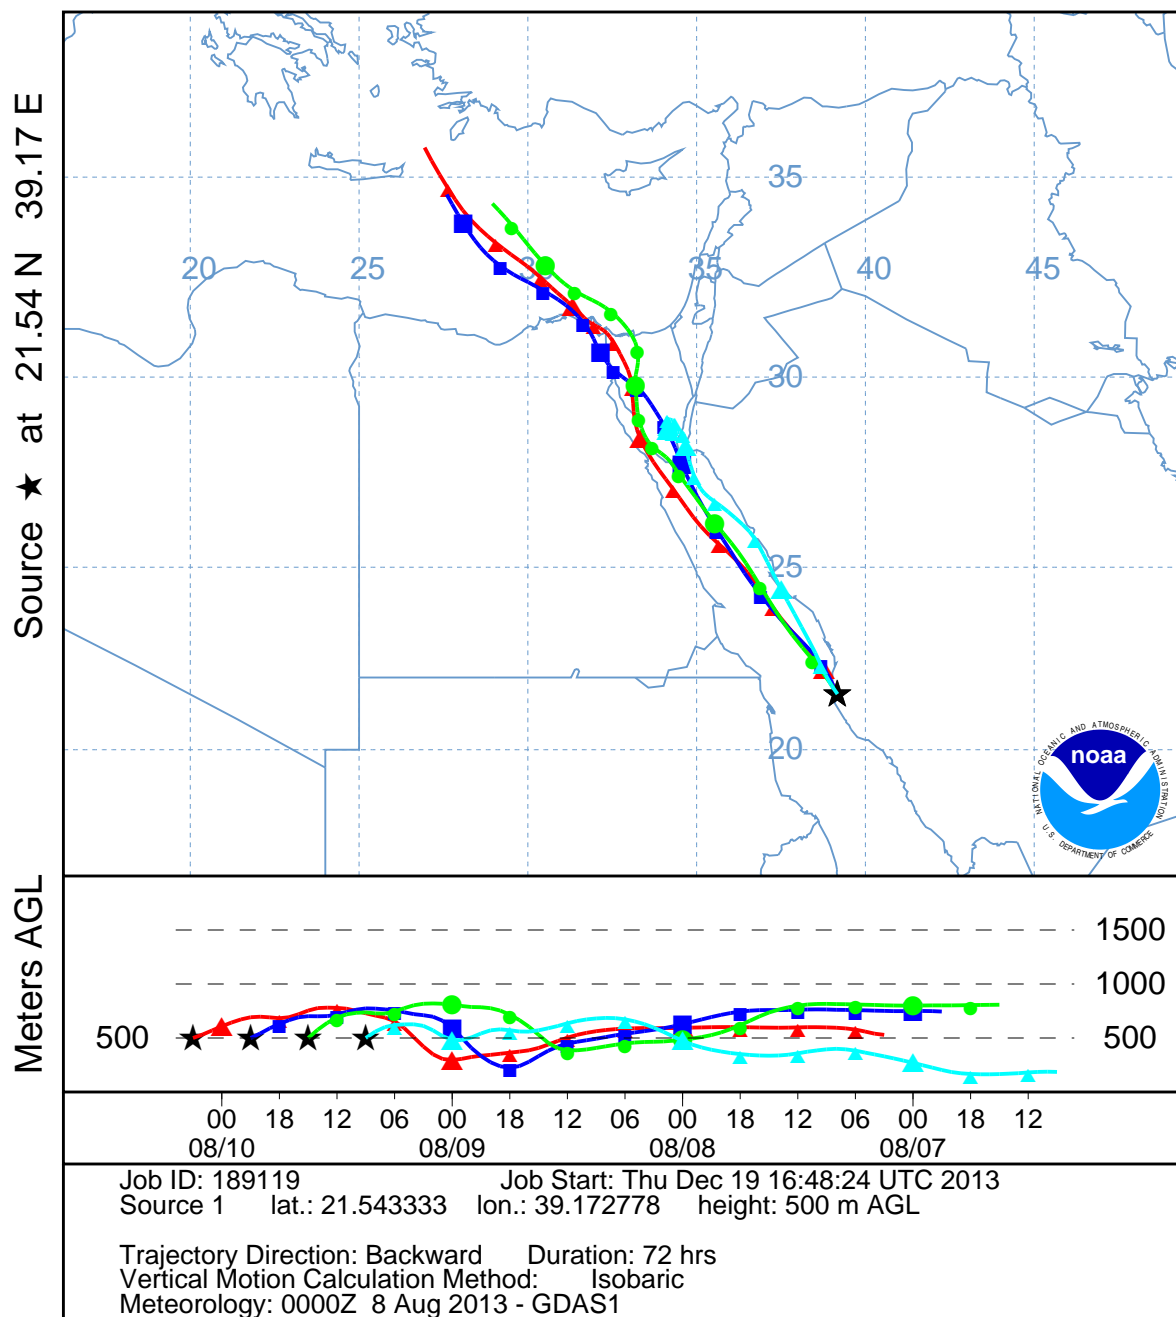 Source ★ at 21.54 N 39.17 E
35
20 25 30 35 40 45
30
25
20
NATIONAL OCEANIC AND ATMOSPHERIC ADMINISTRATION
noaa
U.S. DEPARTMENT OF COMMERCE
Meters AGL
1500
1000
500 500
00 18 12 06 00 18 12 06 00 18 12 06 00 18 12
08/10 08/09 08/08 08/07
Job ID: 189119 Job Start: Thu Dec 19 16:48:24 UTC 2013
Source 1 lat.: 21.543333 lon.: 39.172778 height: 500 m AGL
Trajectory Direction: Backward Duration: 72 hrs
Vertical Motion Calculation Method: Isobaric
Meteorology: 0000Z 8 Aug 2013 - GDAS1